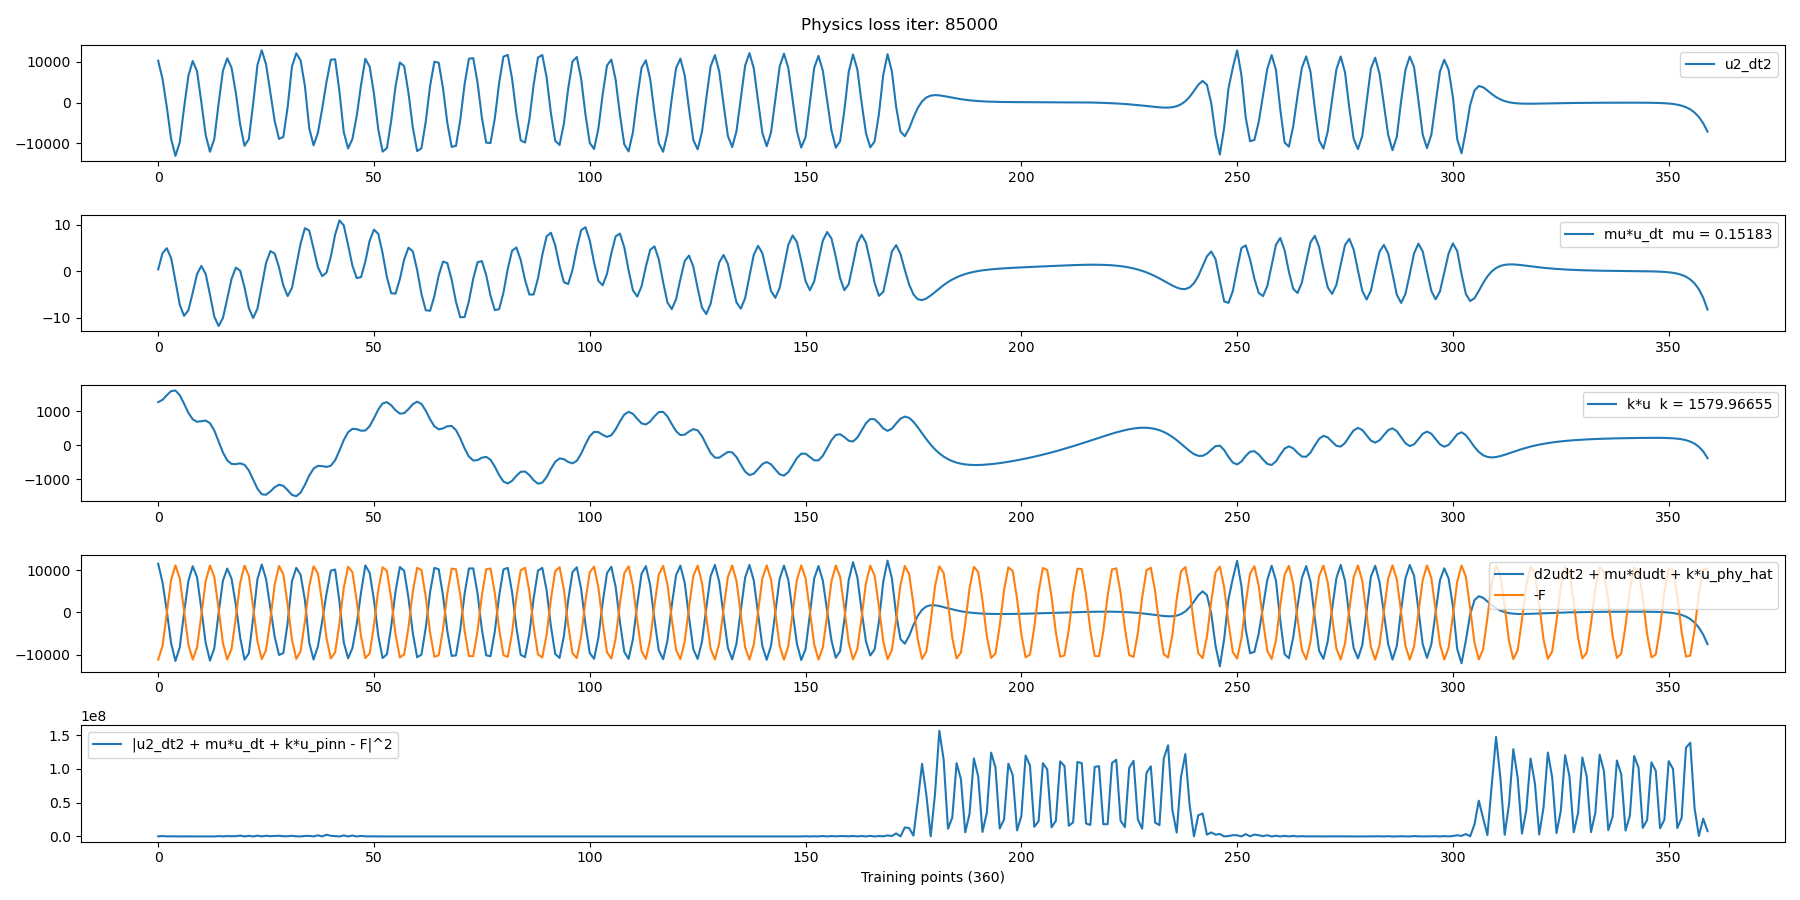 Physics loss iter: 85000
10000
0
−10000
u2_dt2
0 50 100 150 200 250 300 350
10
0
−10
mu*u_dt mu = 0.15183
0 50 100 150 200 250 300 350
1000
0
−1000
k*u k = 1579.96655
0 50 100 150 200 250 300 350
10000
0
−10000
d2udt2 + mu*dudt + k*u_phy_hat
-F
0 50 100 150 200 250 300 350
1e8
1.5
1.0
0.5
0.0
|u2_dt2 + mu*u_dt + k*u_pinn - F|^2
0 50 100 150 200 250 300 350
Training points (360)